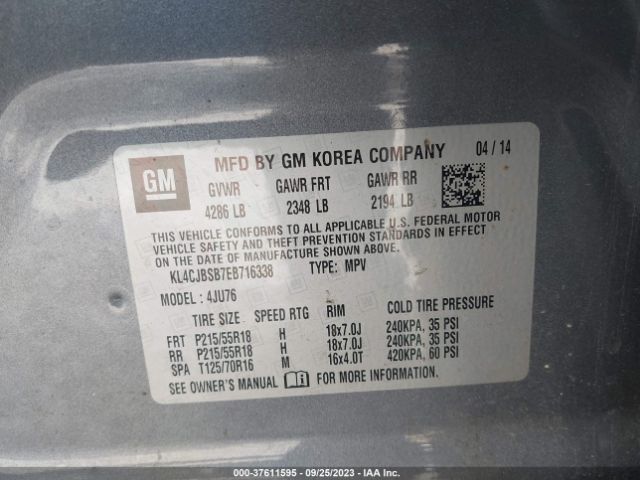 GM
MFD BY GM KOREA COMPANY 04 / 14
GVWR GAWR FRT GAWR RR
4286 LB 2348 LB 2194 LB
THIS VEHICLE CONFORMS TO ALL APPLICABLE U.S. FEDERAL MOTOR
VEHICLE SAFETY AND THEFT PREVENTION STANDARDS IN EFFECT
ON THE DATE OF MANUFACTURE SHOWN ABOVE.
KL4CJBSB7EB716338 TYPE: MPV
MODEL : 4JU76
TIRE SIZE SPEED RTG RIM COLD TIRE PRESSURE
FRT P215/55R18 H 18x7.0J 240KPA, 35 PSI
RR P215/55R18 H 18x7.0J 240KPA, 35 PSI
SPA T125/70R16 M 16x4.0T 420KPA, 60 PSI
SEE OWNER'S MANUAL FOR MORE INFORMATION.
000-37611595 - 09/25/2023 - IAA Inc.